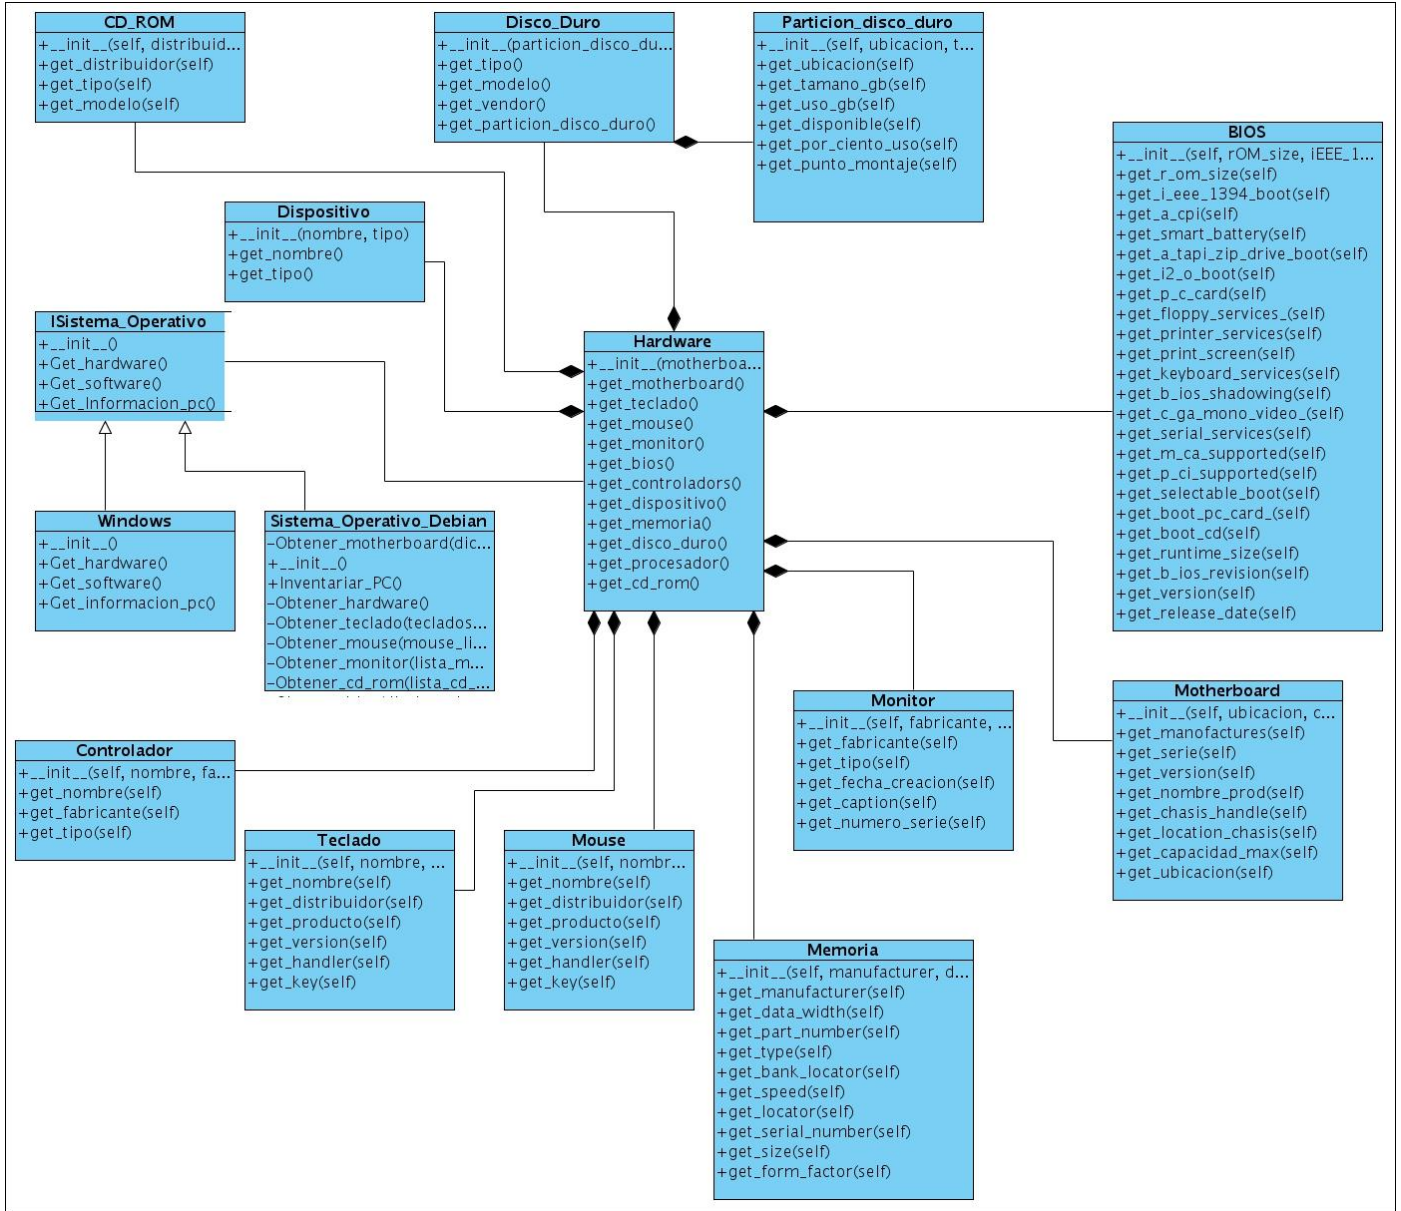 CD_ROM
+__init__(self, distribuid...
+get_distribuidor(self)
+get_tipo(self)
+get_modelo(self)
Disco_Duro
+__init__(particion_disco_du...
+get_tipo()
+get_modelo()
+get_vendor()
+get_particion_disco_duro()
Particion_disco_duro
+__init__(self, ubicacion, t...
+get_ubicacion(self)
+get_tamano_gb(self)
+get_uso_gb(self)
+get_disponible(self)
+get_por_ciento_uso(self)
+get_punto_montaje(self)
BIOS
+__init__(self, rOM_size, iEEE_1...
+get_r_om_size(self)
+get_i_eee_1394_boot(self)
+get_a_cpi(self)
+get_smart_battery(self)
+get_a_tapi_zip_drive_boot(self)
+get_i2_o_boot(self)
+get_p_c_card(self)
+get_floppy_services_(self)
+get_printer_services(self)
+get_print_screen(self)
+get_keyboard_services(self)
+get_b_ios_shadowing(self)
+get_c_ga_mono_video_(self)
+get_serial_services(self)
+get_m_ca_supported(self)
+get_p_ci_supported(self)
+get_selectable_boot(self)
+get_boot_pc_card_(self)
+get_boot_cd(self)
+get_runtime_size(self)
+get_b_ios_revision(self)
+get_version(self)
+get_release_date(self)
Dispositivo
+__init__(nombre, tipo)
+get_nombre()
+get_tipo()
ISistema_Operativo
+__init__()
+Get_hardware()
+Get_software()
+Get_Informacion_pc()
Hardware
+__init__(motherboa...
+get_motherboard()
+get_teclado()
+get_mouse()
+get_monitor()
+get_bios()
+get_controladors()
+get_dispositivo()
+get_memoria()
+get_disco_duro()
+get_procesador()
+get_cd_rom()
Windows
+__init__()
+Get_hardware()
+Get_software()
+Get_informacion_pc()
Sistema_Operativo_Debian
-Obtener_motherboard(dic...
+__init__()
+Inventariar_PC()
-Obtener_hardware()
-Obtener_teclado(teclados...
-Obtener_mouse(mouse_li...
-Obtener_monitor(lista_m...
-Obtener_cd_rom(lista_cd_...
Controlador
+__init__(self, nombre, fa...
+get_nombre(self)
+get_fabricante(self)
+get_tipo(self)
Teclado
+__init__(self, nombre, ...
+get_nombre(self)
+get_distribuidor(self)
+get_producto(self)
+get_version(self)
+get_handler(self)
+get_key(self)
Mouse
+__init__(self, nombr...
+get_nombre(self)
+get_distribuidor(self)
+get_producto(self)
+get_version(self)
+get_handler(self)
+get_key(self)
Monitor
+__init__(self, fabricante, ...
+get_fabricante(self)
+get_tipo(self)
+get_fecha_creacion(self)
+get_caption(self)
+get_numero_serie(self)
Motherboard
+__init__(self, ubicacion, c...
+get_manofactures(self)
+get_serie(self)
+get_version(self)
+get_nombre_prod(self)
+get_chasis_handle(self)
+get_location_chasis(self)
+get_capacidad_max(self)
+get_ubicacion(self)
Memoria
+__init__(self, manufacturer, d...
+get_manufacturer(self)
+get_data_width(self)
+get_part_number(self)
+get_type(self)
+get_bank_locator(self)
+get_speed(self)
+get_locator(self)
+get_serial_number(self)
+get_size(self)
+get_form_factor(self)